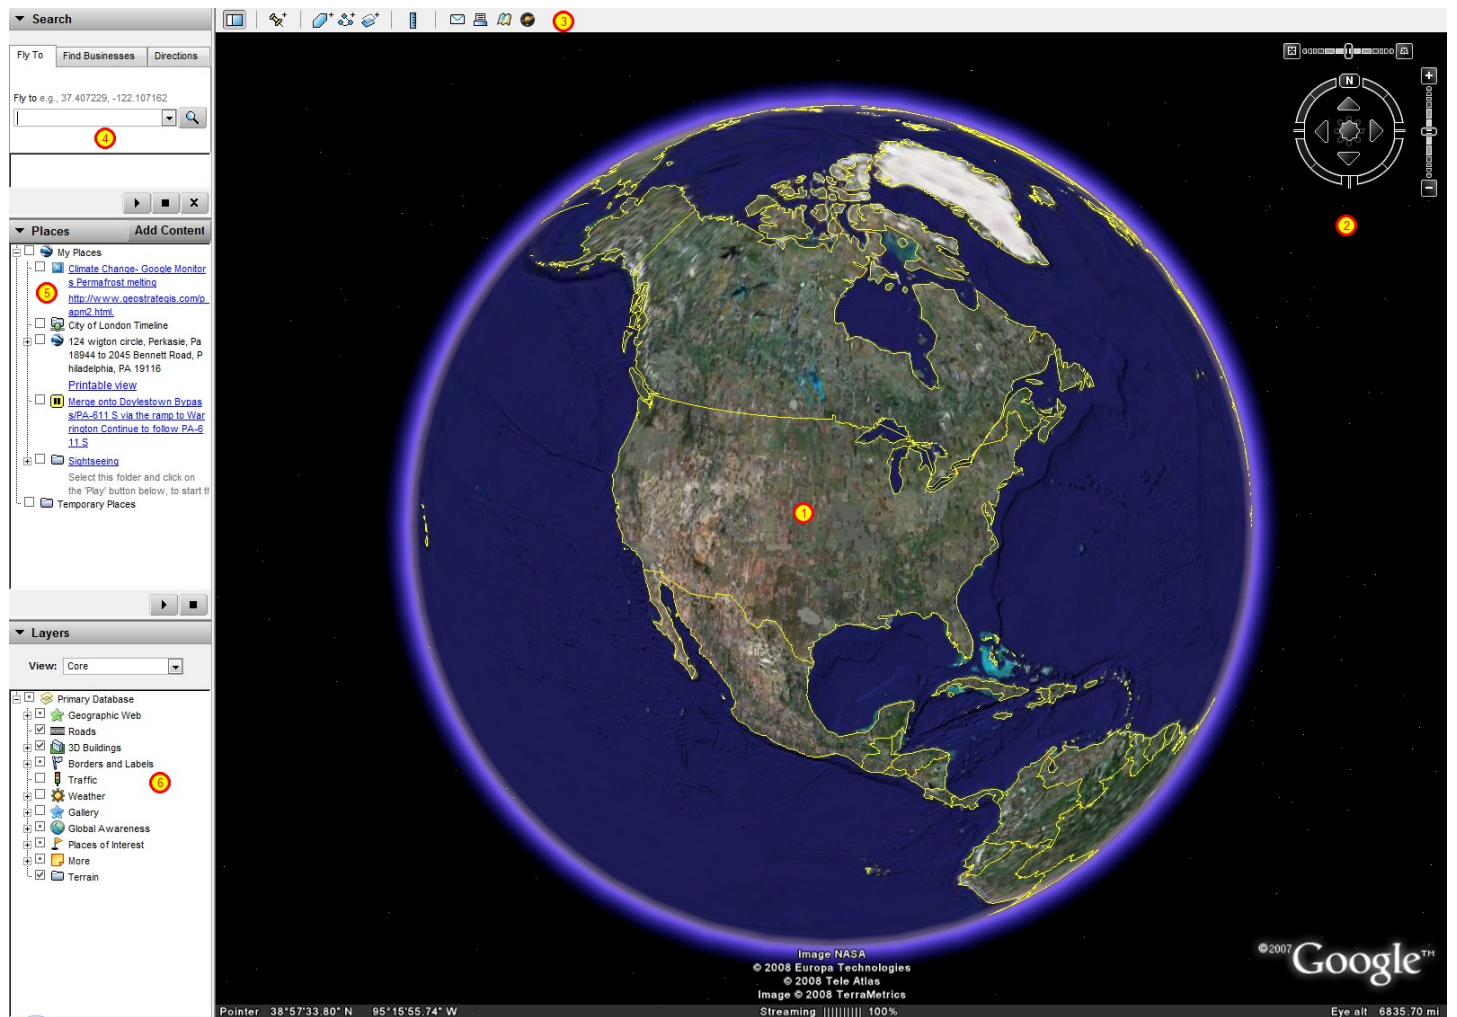 Search
3
Fly To
Find Businesses
Directions
N
Fly to e.g., 37.407229, -122.107162
4
2
Places
Add Content
My Places
Climate Change- Google Monitor
s Permafrost melting
5
http://www.geostrategis.com/p_
apm2.html.
City of London Timeline
124 wigton circle, Perkasie, Pa
18944 to 2045 Bennett Road, P
hiladelphia, PA 19116
Printable view
Merge onto Doylestown Bypas
s/PA-611 S via the ramp to War
rington Continue to follow PA-6
11 S
Sightseeing
Select this folder and click on
the 'Play' button below, to start th
Temporary Places
1
Layers
View: Core
Primary Database
Geographic Web
Roads
3D Buildings
Borders and Labels
Traffic
6
Weather
Gallery
Global Awareness
Places of Interest
More
Terrain
Image NASA
© 2008 Europa Technologies
© 2008 Tele Atlas
Image © 2008 TerraMetrics
©2007 Google™
Pointer 38°57'33.80" N 95°15'55.74" W
Streaming ||||||||| 100%
Eye alt 6835.70 mi